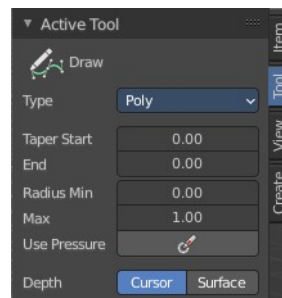 Active Tool
Draw
Type Poly
Taper Start 0.00
End 0.00
Radius Min 0.00
Max 1.00
Use Pressure
Depth Cursor Surface
Item
Tool
View
Create